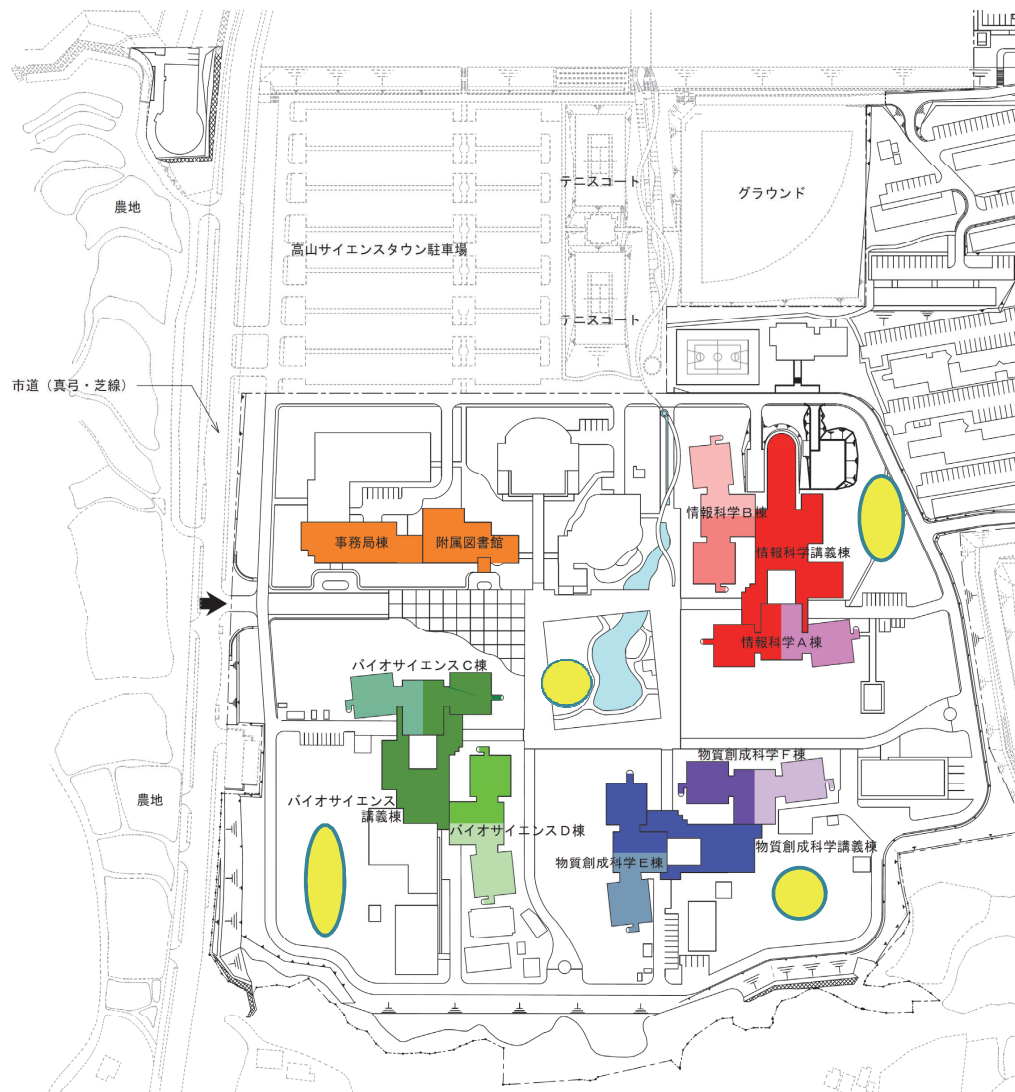 テニスコート
グラウンド
農地
高山サイエンスタウン駐車場
テニスコート
市道（真弓・芝線）
情報科学B棟
事務局棟
附属図書館
情報科学講義棟
情報科学A棟
バイオサイエンスC棟
物質創成科学F棟
農地
バイオサイエンス
講義棟
バイオサイエンスD棟
物質創成科学講義棟
物質創成科学E棟